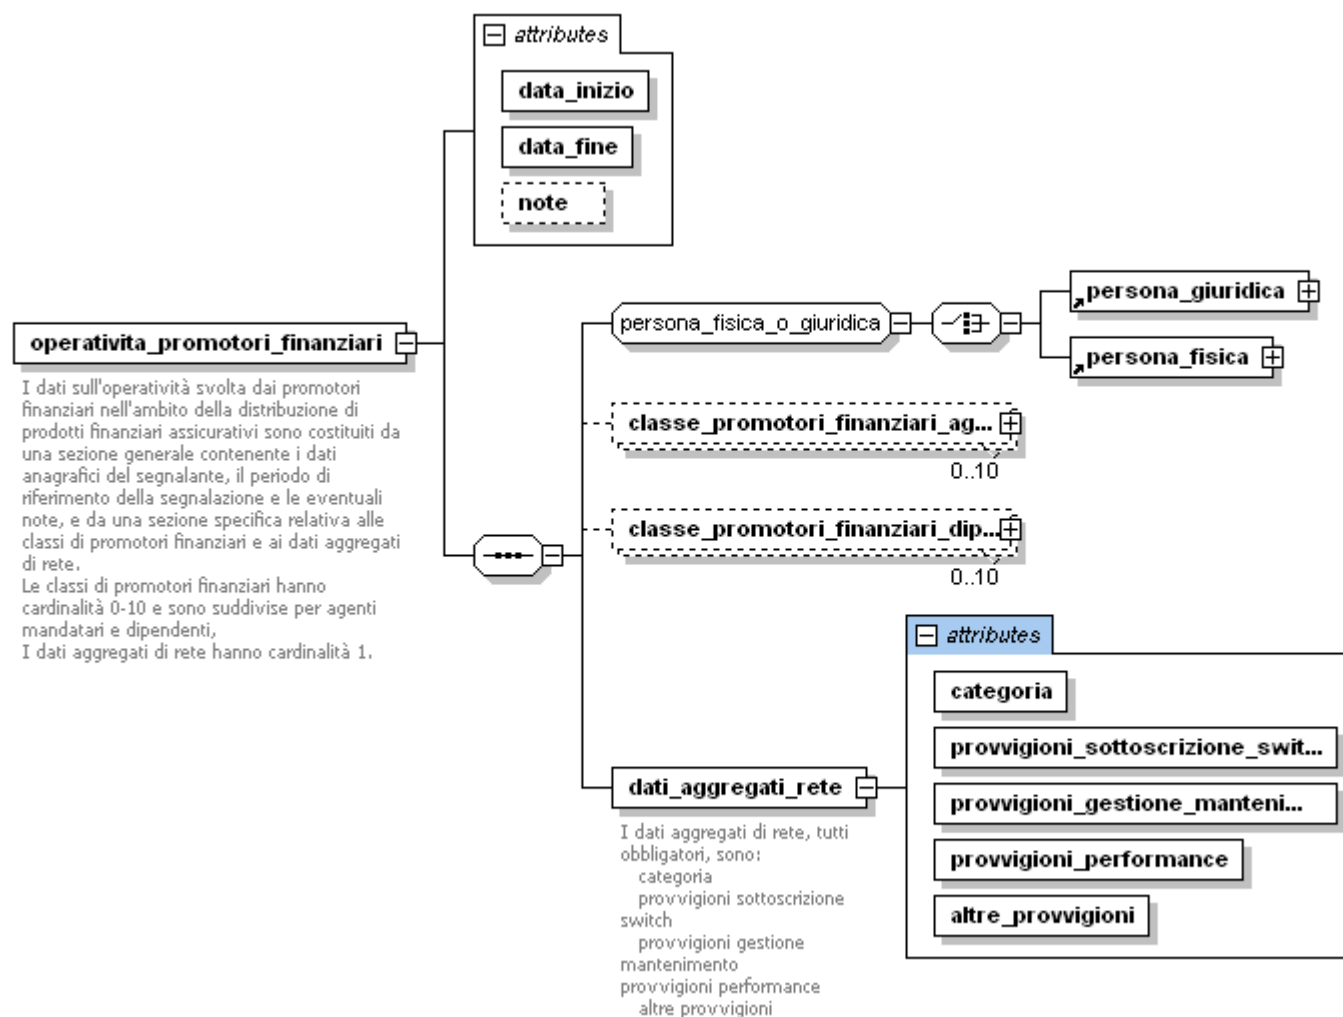 attributes
data_inizio
data_fine
note
operativita_promotori_finanziari
I dati sull'operatività svolta dai promotori
finanziari nell'ambito della distribuzione di
prodotti finanziari assicurativi sono costituiti da
una sezione generale contenente i dati
anagrafici del segnalante, il periodo di
riferimento della segnalazione e le eventuali
note, e da una sezione specifica relativa alle
classi di promotori finanziari e ai dati aggregati
di rete.
Le classi di promotori finanziari hanno
cardinalità 0-10 e sono suddivise per agenti
mandatari e dipendenti,
I dati aggregati di rete hanno cardinalità 1.
persona_fisica_o_giuridica
persona_giuridica
persona_fisica
classe_promotori_finanziari_ag...
0..10
classe_promotori_finanziari_dip...
0..10
dati_aggregati_rete
I dati aggregati di rete, tutti
obbligatori, sono:
categoria
provvigioni sottoscrizione
switch
provvigioni gestione
mantenimento
provvigioni performance
altre provvigioni
attributes
categoria
provvigioni_sottoscrizione_swit...
provvigioni_gestione_manteni...
provvigioni_performance
altre_provvigioni